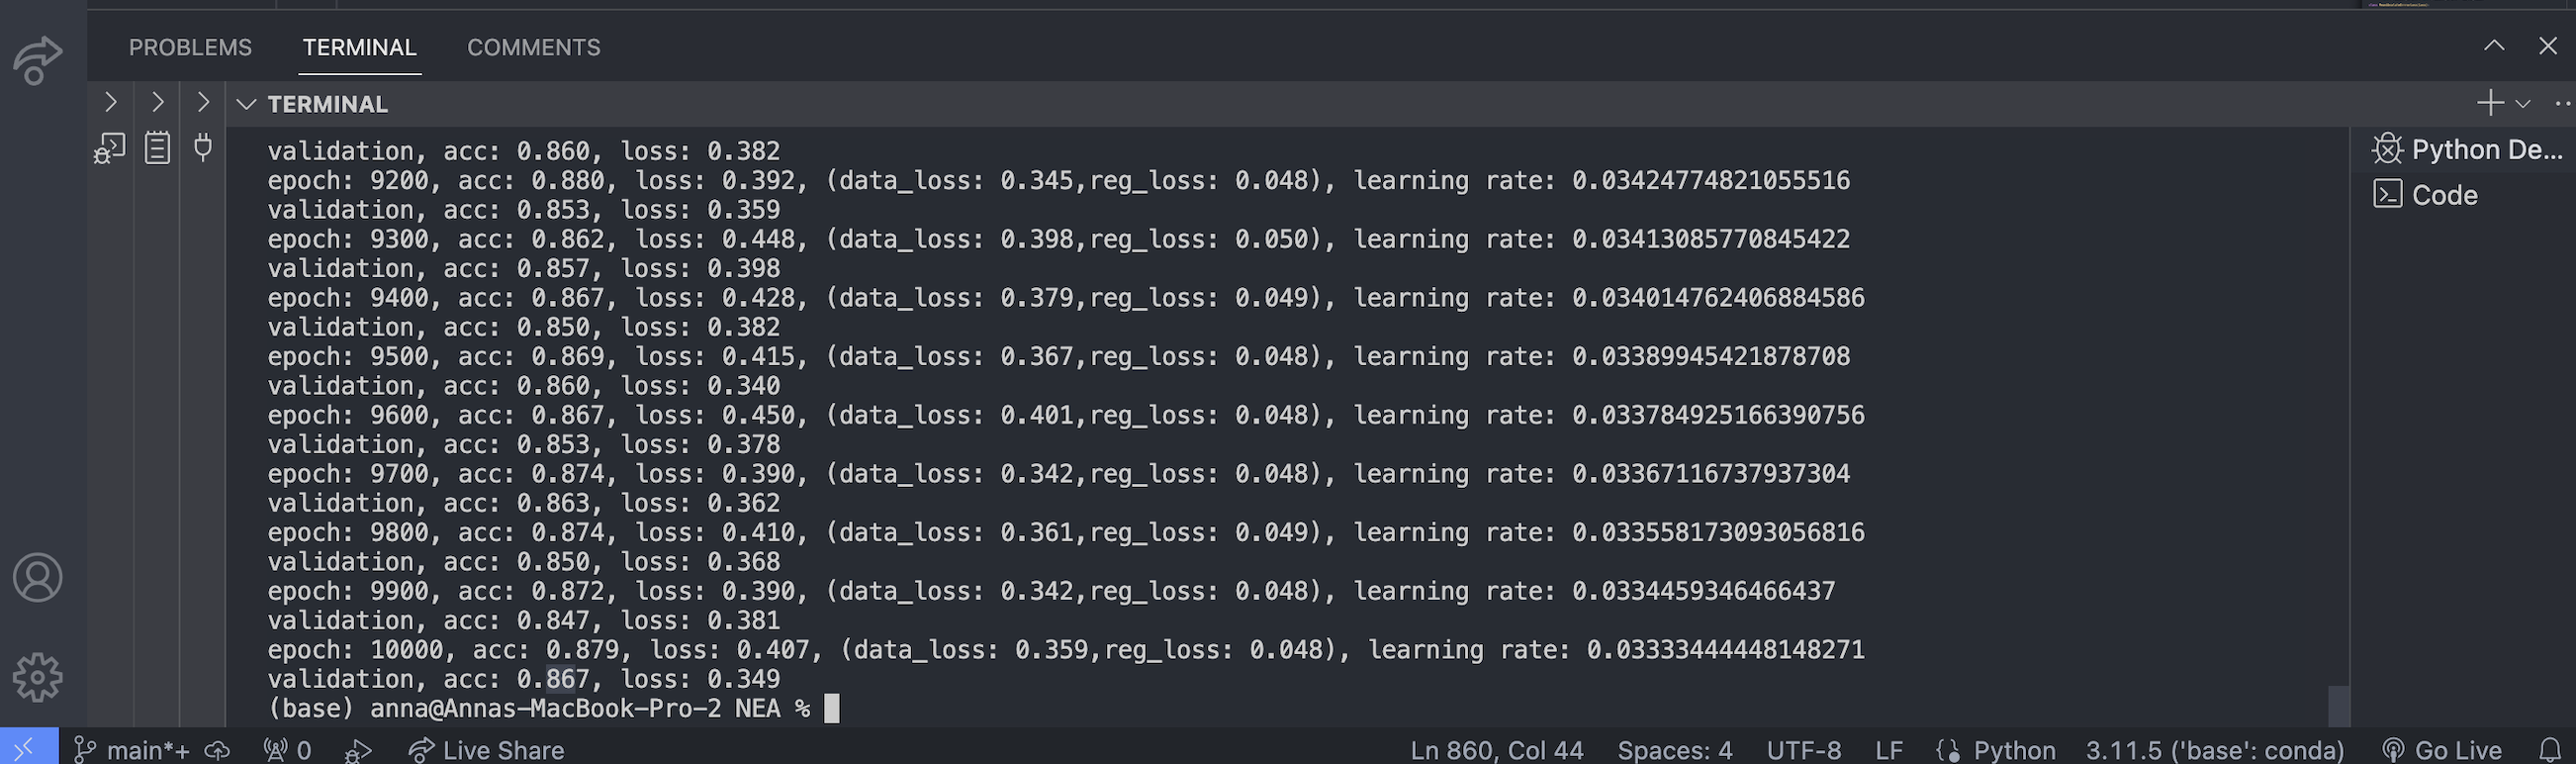 PROBLEMS TERMINAL COMMENTS
TERMINAL
validation, acc: 0.860, loss: 0.382
epoch: 9200, acc: 0.880, loss: 0.392, (data_loss: 0.345,reg_loss: 0.048), learning rate: 0.03424774821055516
validation, acc: 0.853, loss: 0.359
epoch: 9300, acc: 0.862, loss: 0.448, (data_loss: 0.398,reg_loss: 0.050), learning rate: 0.03413085770845422
validation, acc: 0.857, loss: 0.398
epoch: 9400, acc: 0.867, loss: 0.428, (data_loss: 0.379,reg_loss: 0.049), learning rate: 0.034014762406884586
validation, acc: 0.850, loss: 0.382
epoch: 9500, acc: 0.869, loss: 0.415, (data_loss: 0.367,reg_loss: 0.048), learning rate: 0.03389945421878708
validation, acc: 0.860, loss: 0.340
epoch: 9600, acc: 0.867, loss: 0.450, (data_loss: 0.401,reg_loss: 0.048), learning rate: 0.033784925166390756
validation, acc: 0.853, loss: 0.378
epoch: 9700, acc: 0.874, loss: 0.390, (data_loss: 0.342,reg_loss: 0.048), learning rate: 0.03367116737937304
validation, acc: 0.863, loss: 0.362
epoch: 9800, acc: 0.874, loss: 0.410, (data_loss: 0.361,reg_loss: 0.049), learning rate: 0.033558173093056816
validation, acc: 0.850, loss: 0.368
epoch: 9900, acc: 0.872, loss: 0.390, (data_loss: 0.342,reg_loss: 0.048), learning rate: 0.0334459346466437
validation, acc: 0.847, loss: 0.381
epoch: 10000, acc: 0.879, loss: 0.407, (data_loss: 0.359,reg_loss: 0.048), learning rate: 0.03333444448148271
validation, acc: 0.867, loss: 0.349
(base) anna@Annas-MacBook-Pro-2 NEA %
Python De...
Code
main*+ 0 Live Share Ln 860, Col 44 Spaces: 4 UTF-8 LF Python 3.11.5 ('base': conda) Go Live